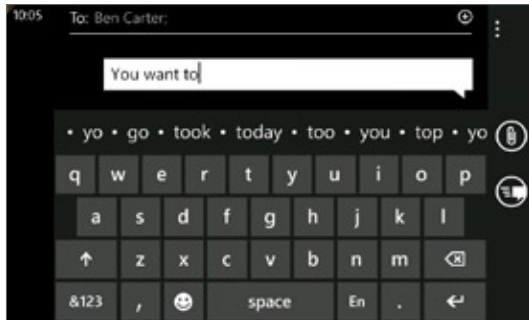 10:05 To: Ben Carter;
You want to
• yo • go • took • today • too • you • top • yo
q w e r t y u i o p
a s d f g h j k l
z x c v b n m
&123 , space En .